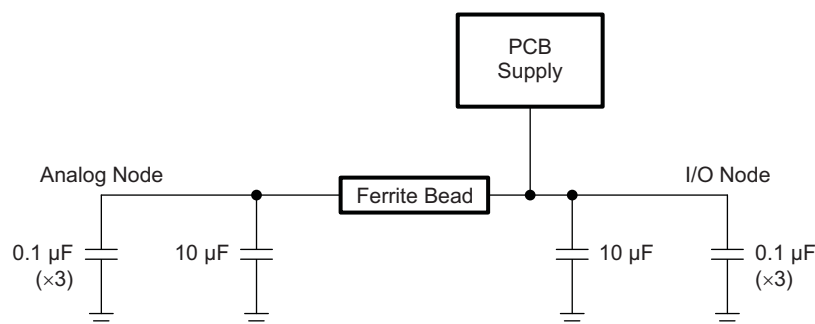 PCB
Supply
Analog Node
I/O Node
Ferrite Bead
0.1 µF
(×3)
10 µF
10 µF
0.1 µF
(×3)